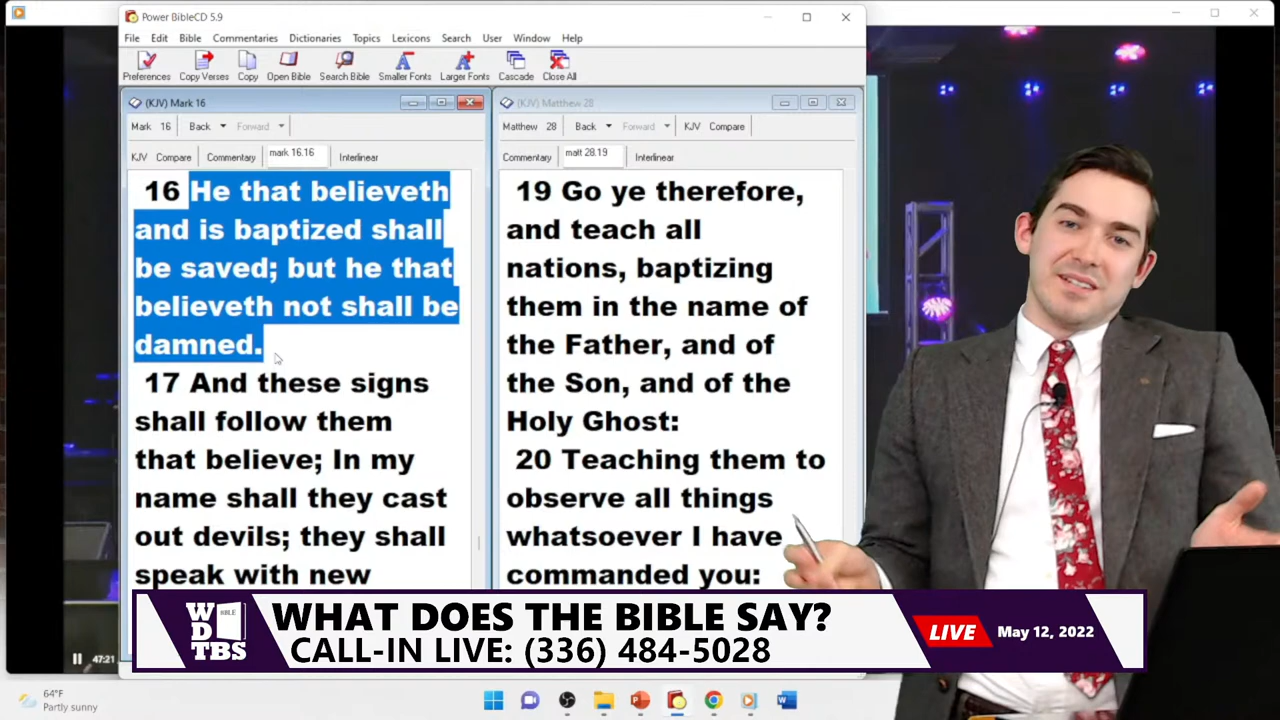 Power BibleCD 5.9
File Edit Bible Commentaries Dictionaries Topics Lexicons Search User Window Help
Preferences Copy Verses Copy Open Bible Search Bible Smaller Fonts Larger Fonts Cascade Close All
(KJV) Mark 16
Mark 16 Back Forward
KJV Compare Commentary mark 16.16 Interlinear
16 He that believeth
and is baptized shall
be saved; but he that
believeth not shall be
damned.
17 And these signs
shall follow them
that believe; In my
name shall they cast
out devils; they shall
speak with new
(KJV) Matthew 28
Matthew 28 Back Forward KJV Compare
Commentary matt 28.19 Interlinear
19 Go ye therefore,
and teach all
nations, baptizing
them in the name of
the Father, and of
the Son, and of the
Holy Ghost:
20 Teaching them to
observe all things
whatsoever I have
commanded you:
WD BIBLE
TBS
WHAT DOES THE BIBLE SAY?
CALL-IN LIVE: (336) 484-5028
LIVE May 12, 2022
47:21
64°F
Partly sunny